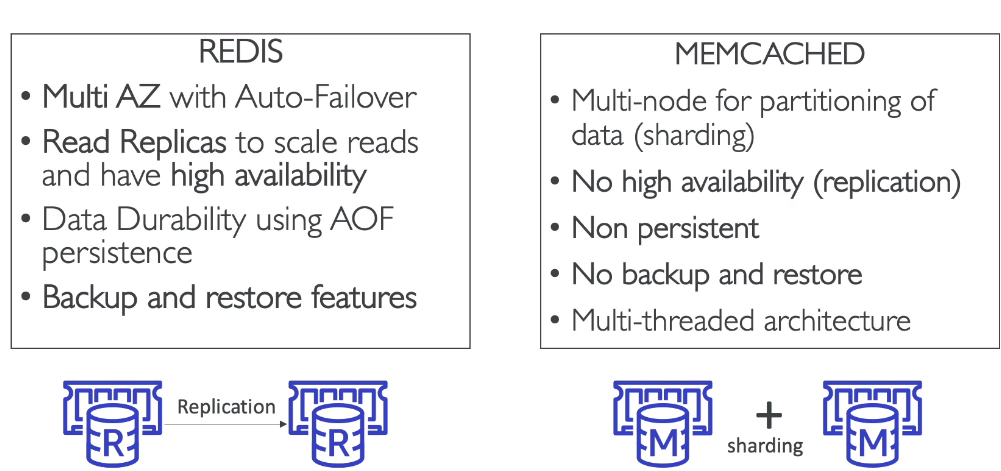 REDIS
• Multi AZ with Auto-Failover
• Read Replicas to scale reads
and have high availability
• Data Durability using AOF
persistence
• Backup and restore features
R
Replication
R
MEMCACHED
• Multi-node for partitioning of
data (sharding)
• No high availability (replication)
• Non persistent
• No backup and restore
• Multi-threaded architecture
M
+
sharding
M